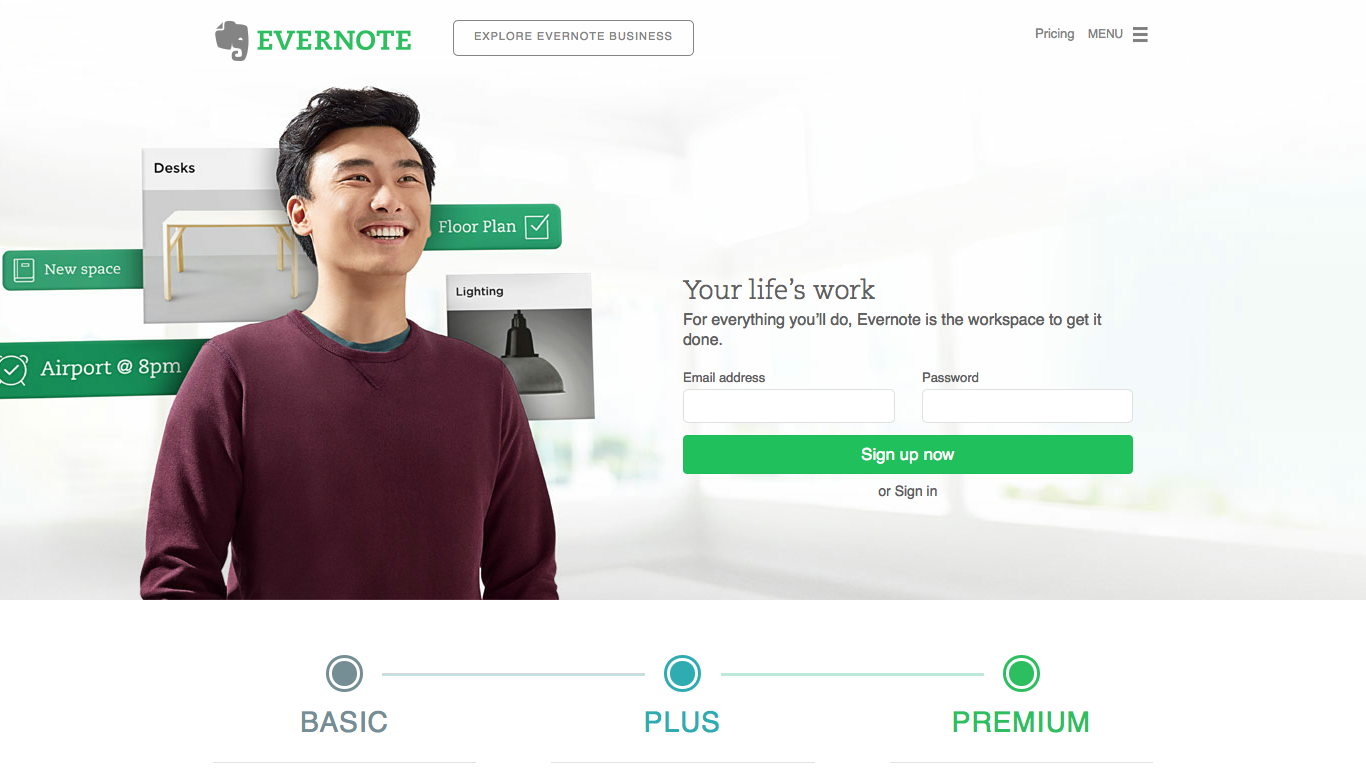 EVERNOTE
EXPLORE EVERNOTE BUSINESS
Pricing
MENU
Desks
Floor Plan
New space
Lighting
Airport @ 8pm
Your life’s work
For everything you’ll do, Evernote is the workspace to get it
done.
Email address
Password
Sign up now
or Sign in
BASIC
PLUS
PREMIUM